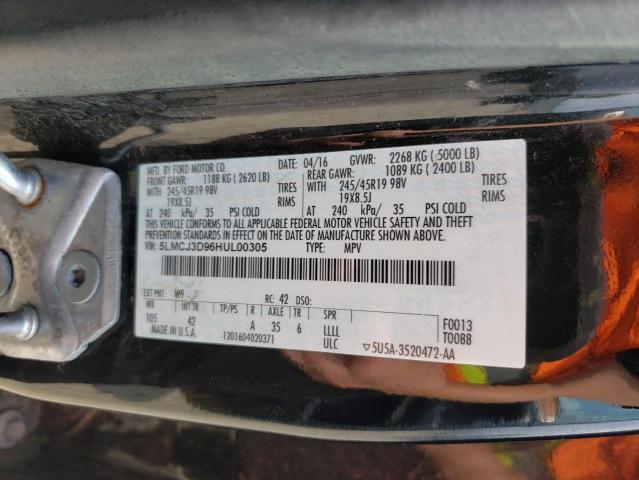 MFD. BY FORD MOTOR CO.
DATE: 04/16 GVWR: 2268 KG ( 5000 LB)
FRONT GAWR: 1188 KG ( 2620 LB) REAR GAWR: 1089 KG ( 2400 LB)
WITH 245/45R19 98V TIRES WITH 245/45R19 98V TIRES
19X8.5J RIMS 19X8.5J RIMS
AT 240 kPa/ 35 PSI COLD AT 240 kPa/ 35 PSI COLD
THIS VEHICLE CONFORMS TO ALL APPLICABLE FEDERAL MOTOR VEHICLE SAFETY AND THEFT
PREVENTION STANDARDS IN EFFECT ON THE DATE OF MANUFACTURE SHOWN ABOVE.
VIN: 5LMCJ3D96HUL00305 TYPE: MPV
EXT PNT: W9 RC: 42 DSO:
WB TP/PS R AXLE TR SPR F0013
105 42 A 35 6 LLLL T0088
MADE IN U.S.A. 1201604020371 ULC ▽5U5A-3520472-AA